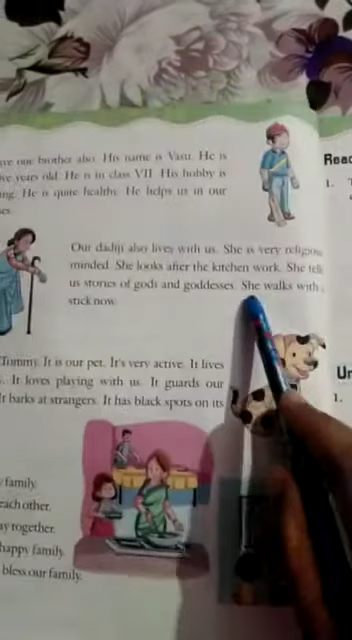 one brother also. His name is Vasu. He is
years old. He is in class VII. His hobby is
He is quite healthy. He helps us in our
Our dadiji also lives with us. She is very religious
minded. She looks after the kitchen work. She tells
us stories of gods and goddesses. She walks with
stick now.
Tommy. It is our pet. It's very active. It lives
It loves playing with us. It guards our
It barks at strangers. It has black spots on its
family.
each other.
together.
happy family.
bless our family.
Read
1.
Un
1.